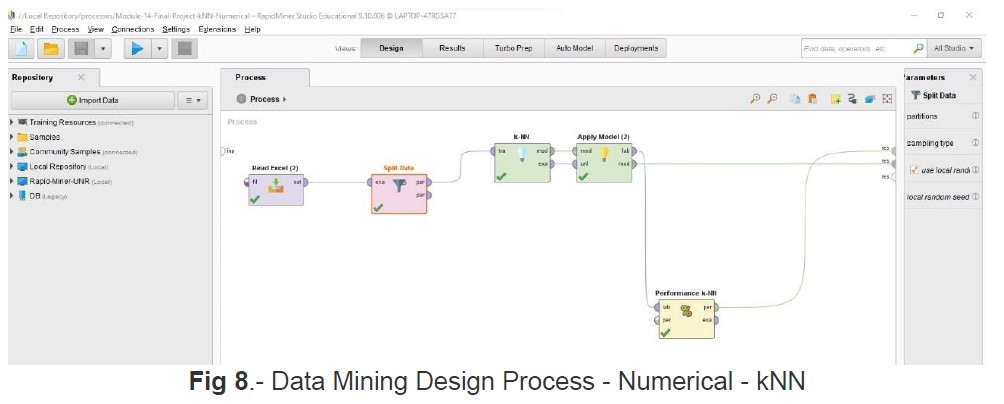 //Local Repository/processes/Module-14-Final-Project-kNN-Numerical – RapidMiner Studio Educational 9.10.006 @ LAPTOP-47RGSA77
File Edit Process View Connections Settings Extensions Help
Views: Design Results Turbo Prep Auto Model Deployments
Find data, operators...etc All Studio
Repository
Import Data
Training Resources (connected)
Samples
Community Samples (connected)
Local Repository (Local)
Rapid-Miner-UNR (Local)
DB (Legacy)
Process
Process
Process
inp
Read Excel (2)
fil out
Split Data
exa par
par
k-NN
tra mod
exa
Apply Model (2)
mod lab
unl mod
Performance k-NN
lab per
per exa
res
res
res
Parameters
Split Data
partitions
sampling type
use local rand
local random seed
Fig 8.- Data Mining Design Process - Numerical - kNN